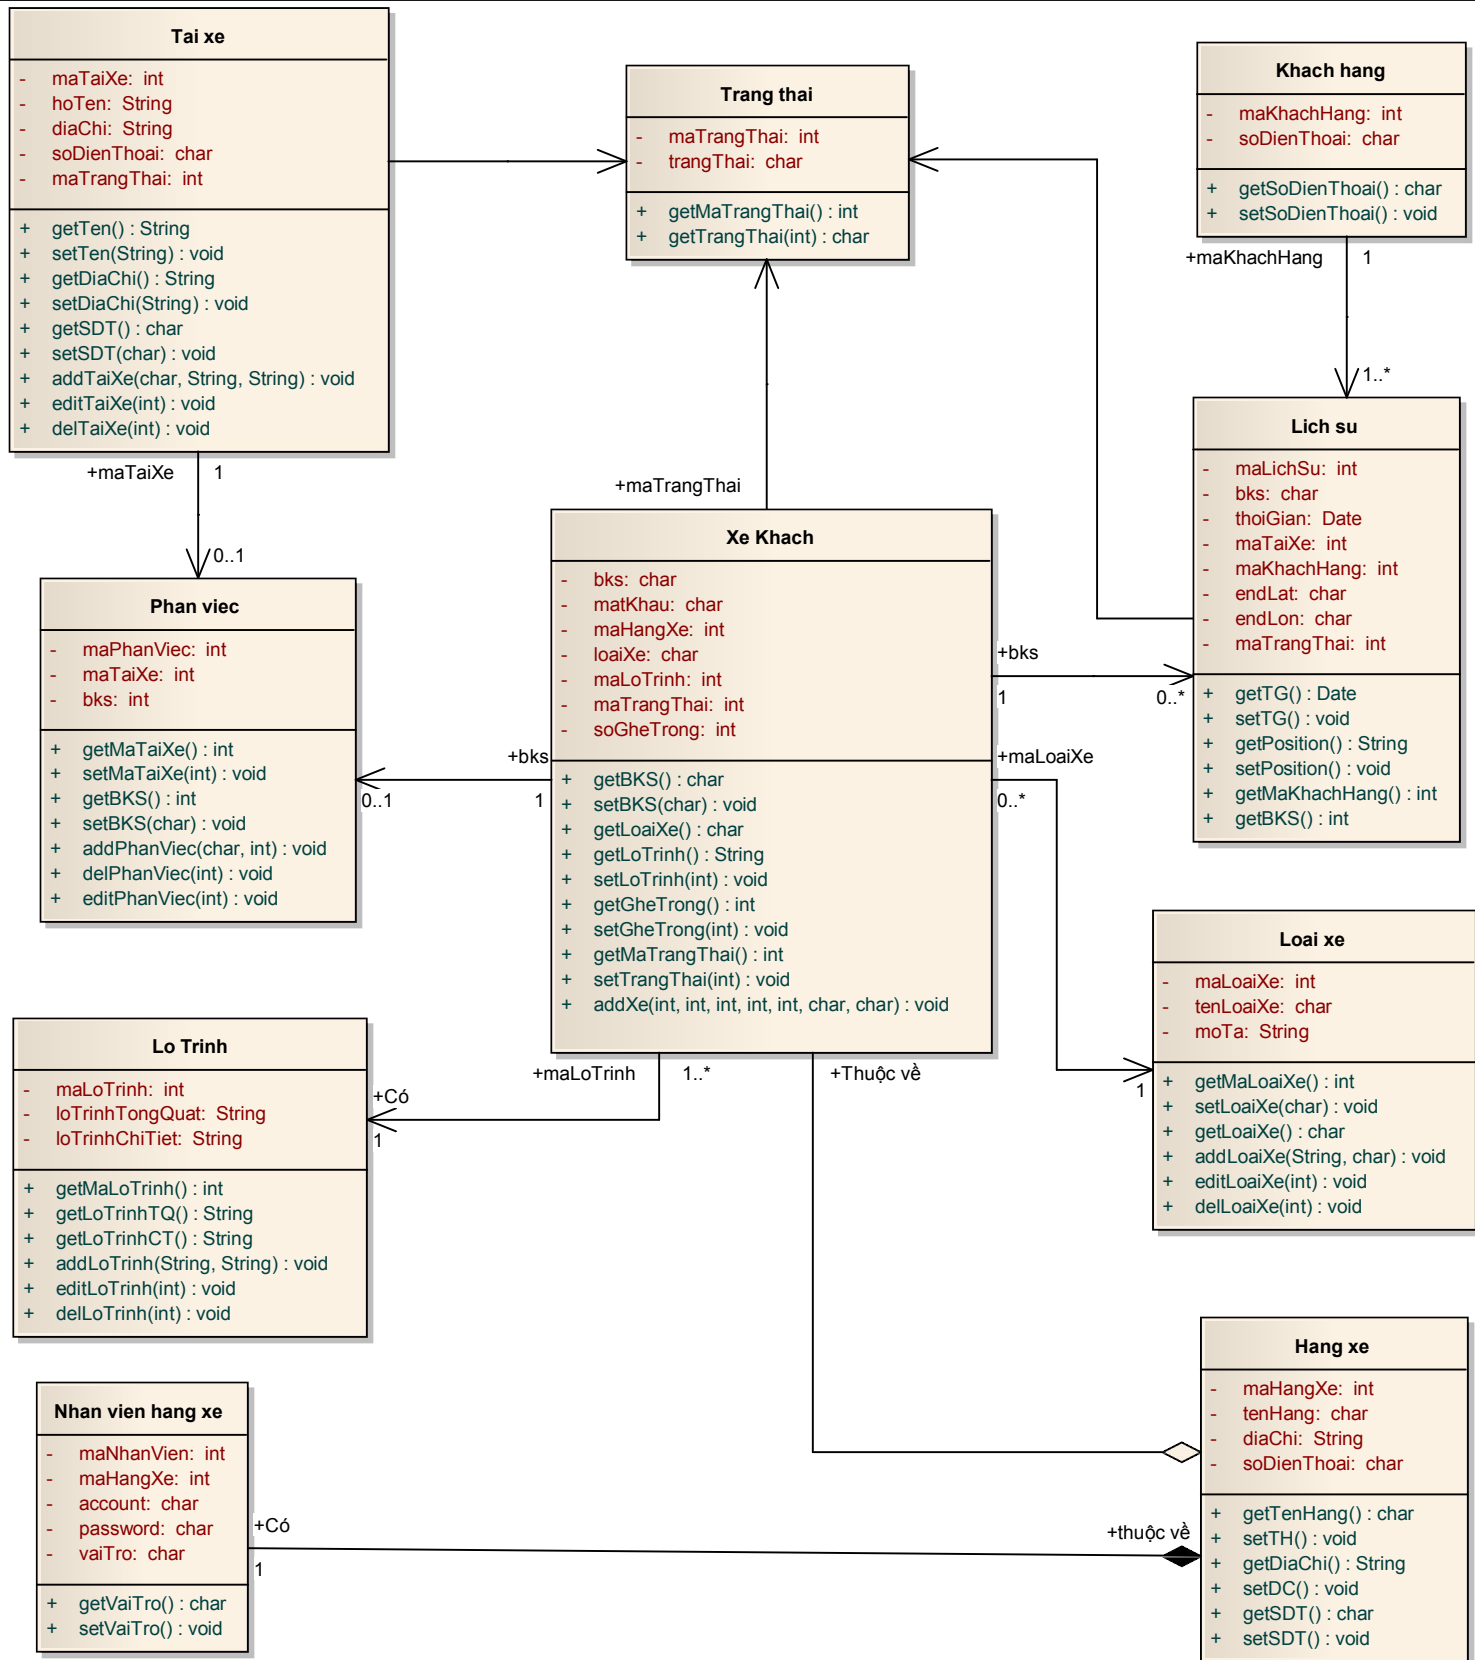 Tai xe
- maTaiXe: int
- hoTen: String
- diaChi: String
- soDienThoai: char
- maTrangThai: int
+ getTen() : String
+ setTen(String) : void
+ getDiaChi() : String
+ setDiaChi(String) : void
+ getSDT() : char
+ setSDT(char) : void
+ addTaiXe(char, String, String) : void
+ editTaiXe(int) : void
+ delTaiXe(int) : void
+maTaiXe
1
0..1
Trang thai
- maTrangThai: int
- trangThai: char
+ getMaTrangThai() : int
+ getTrangThai(int) : char
Khach hang
- maKhachHang: int
- soDienThoai: char
+ getSoDienThoai() : char
+ setSoDienThoai() : void
+maKhachHang
1
1..*
Lich su
- maLichSu: int
- bks: char
- thoiGian: Date
- maTaiXe: int
- maKhachHang: int
- endLat: char
- endLon: char
- maTrangThai: int
+ getTG() : Date
+ setTG() : void
+ getPosition() : String
+ setPosition() : void
+ getMaKhachHang() : int
+ getBKS() : int
+maTrangThai
Xe Khach
- bks: char
- matKhau: char
- maHangXe: int
- loaiXe: char
- maLoTrinh: int
- maTrangThai: int
- soGheTrong: int
+ getBKS() : char
+ setBKS(char) : void
+ getLoaiXe() : char
+ getLoTrinh() : String
+ setLoTrinh(int) : void
+ getGheTrong() : int
+ setGheTrong(int) : void
+ getMaTrangThai() : int
+ setTrangThai(int) : void
+ addXe(int, int, int, int, int, char, char) : void
+bks
1
0..*
+maLoaiXe
0..*
1
+bks
1
0..1
Phan viec
- maPhanViec: int
- maTaiXe: int
- bks: int
+ getMaTaiXe() : int
+ setMaTaiXe(int) : void
+ getBKS() : int
+ setBKS(char) : void
+ addPhanViec(char, int) : void
+ delPhanViec(int) : void
+ editPhanViec(int) : void
Loai xe
- maLoaiXe: int
- tenLoaiXe: char
- moTa: String
+ getMaLoaiXe() : int
+ setLoaiXe(char) : void
+ getLoaiXe() : char
+ addLoaiXe(String, char) : void
+ editLoaiXe(int) : void
+ delLoaiXe(int) : void
+maLoTrinh
1..*
+Có
1
+Thuộc về
Lo Trinh
- maLoTrinh: int
- loTrinhTongQuat: String
- loTrinhChiTiet: String
+ getMaLoTrinh() : int
+ getLoTrinhTQ() : String
+ getLoTrinhCT() : String
+ addLoTrinh(String, String) : void
+ editLoTrinh(int) : void
+ delLoTrinh(int) : void
Nhan vien hang xe
- maNhanVien: int
- maHangXe: int
- account: char
- password: char
- vaiTro: char
+ getVaiTro() : char
+ setVaiTro() : void
+Có
1
+thuộc về
Hang xe
- maHangXe: int
- tenHang: char
- diaChi: String
- soDienThoai: char
+ getTenHang() : char
+ setTH() : void
+ getDiaChi() : String
+ setDC() : void
+ getSDT() : char
+ setSDT() : void